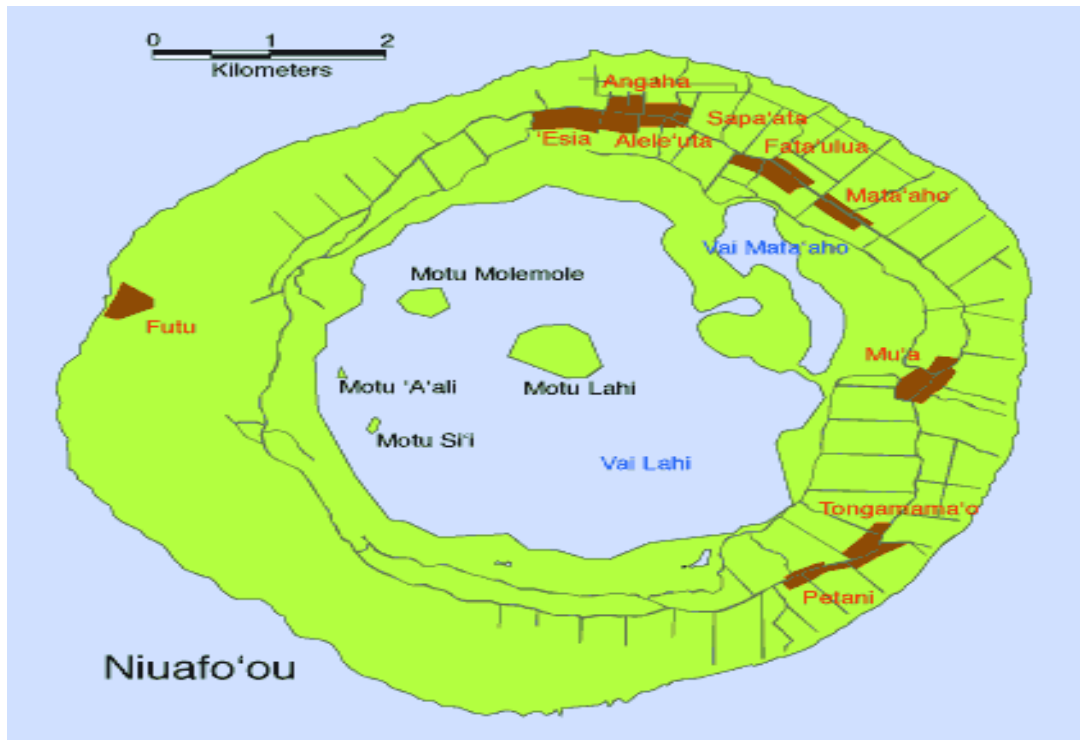 0 1 2
Kilometers
Angaha
Sapa'ata
'Esia
Alele'uta
Fata'ulua
Mata'aho
Vai Mata'aho
Motu Molemole
Futu
Mu'a
Motu 'A'ali
Motu Lahi
Motu Si'i
Vai Lahi
Tongamama'o
Petani
Niuafo'ou